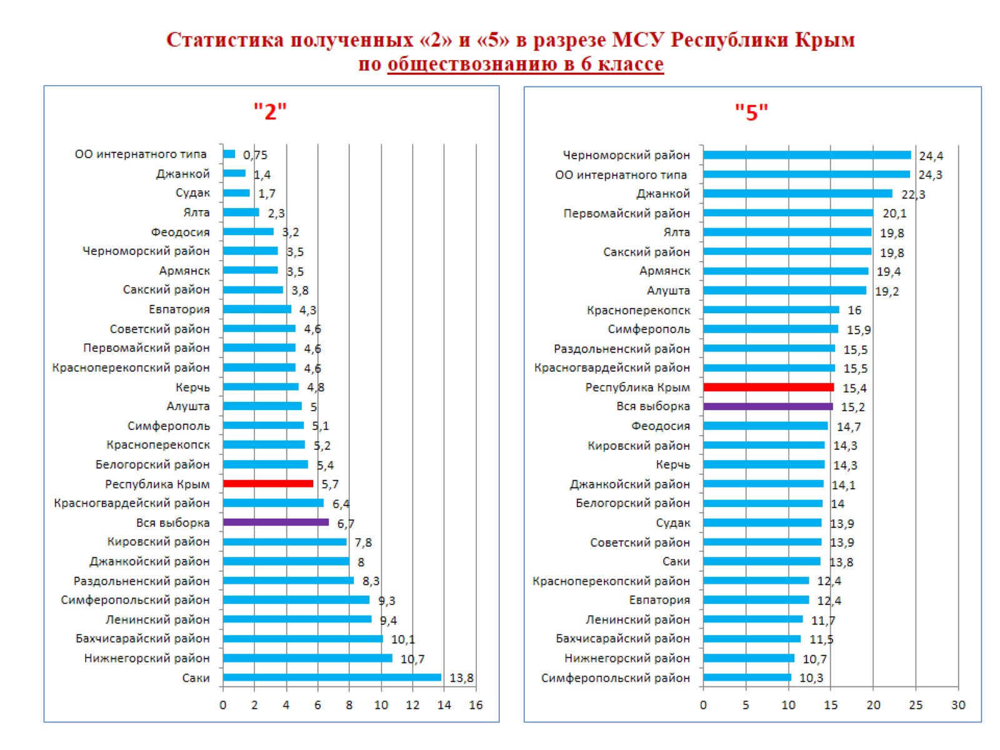 Статистика полученных «2» и «5» в разрезе МСУ Республики Крым
по обществознанию в 6 классе
"2"
ОО интернатного типа 0,75
Джанкой 1,4
Судак 1,7
Ялта 2,3
Феодосия 3,2
Черноморский район 3,5
Армянск 3,5
Сакский район 3,8
Евпатория 4,3
Советский район 4,6
Первомайский район 4,6
Красноперекопский район 4,6
Керчь 4,8
Алушта 5
Симферополь 5,1
Красноперекопск 5,2
Белогорский район 5,4
Республика Крым 5,7
Красногвардейский район 6,4
Вся выборка 6,7
Кировский район 7,8
Джанкойский район 8
Раздольненский район 8,3
Симферопольский район 9,3
Ленинский район 9,4
Бахчисарайский район 10,1
Нижнегорский район 10,7
Саки 13,8
0 2 4 6 8 10 12 14 16
"5"
Черноморский район 24,4
ОО интернатного типа 24,3
Джанкой 22,3
Первомайский район 20,1
Ялта 19,8
Сакский район 19,8
Армянск 19,4
Алушта 19,2
Красноперекопск 16
Симферополь 15,9
Раздольненский район 15,5
Красногвардейский район 15,5
Республика Крым 15,4
Вся выборка 15,2
Феодосия 14,7
Кировский район 14,3
Керчь 14,3
Джанкойский район 14,1
Белогорский район 14
Судак 13,9
Советский район 13,9
Саки 13,8
Красноперекопский район 12,4
Евпатория 12,4
Ленинский район 11,7
Бахчисарайский район 11,5
Нижнегорский район 10,7
Симферопольский район 10,3
0 5 10 15 20 25 30